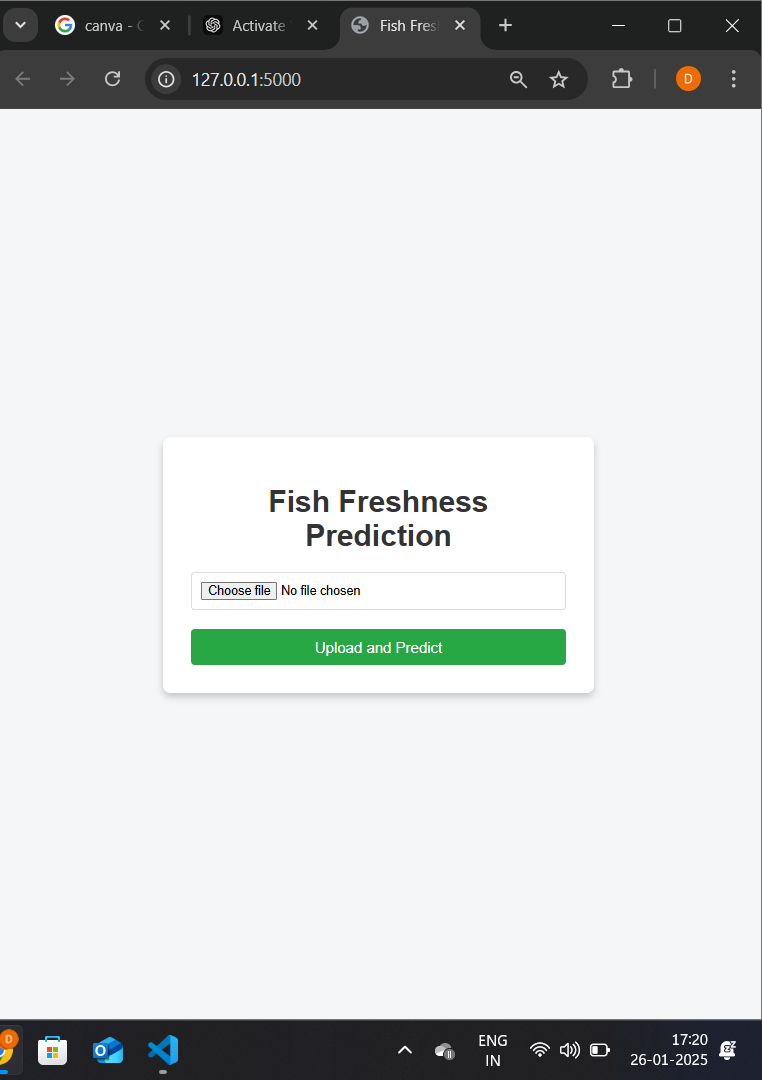 canva - 
Activate
Fish Fres
127.0.0.1:5000
D
Fish Freshness
Prediction
Choose file No file chosen
Upload and Predict
D
ENG
IN
17:20
26-01-2025